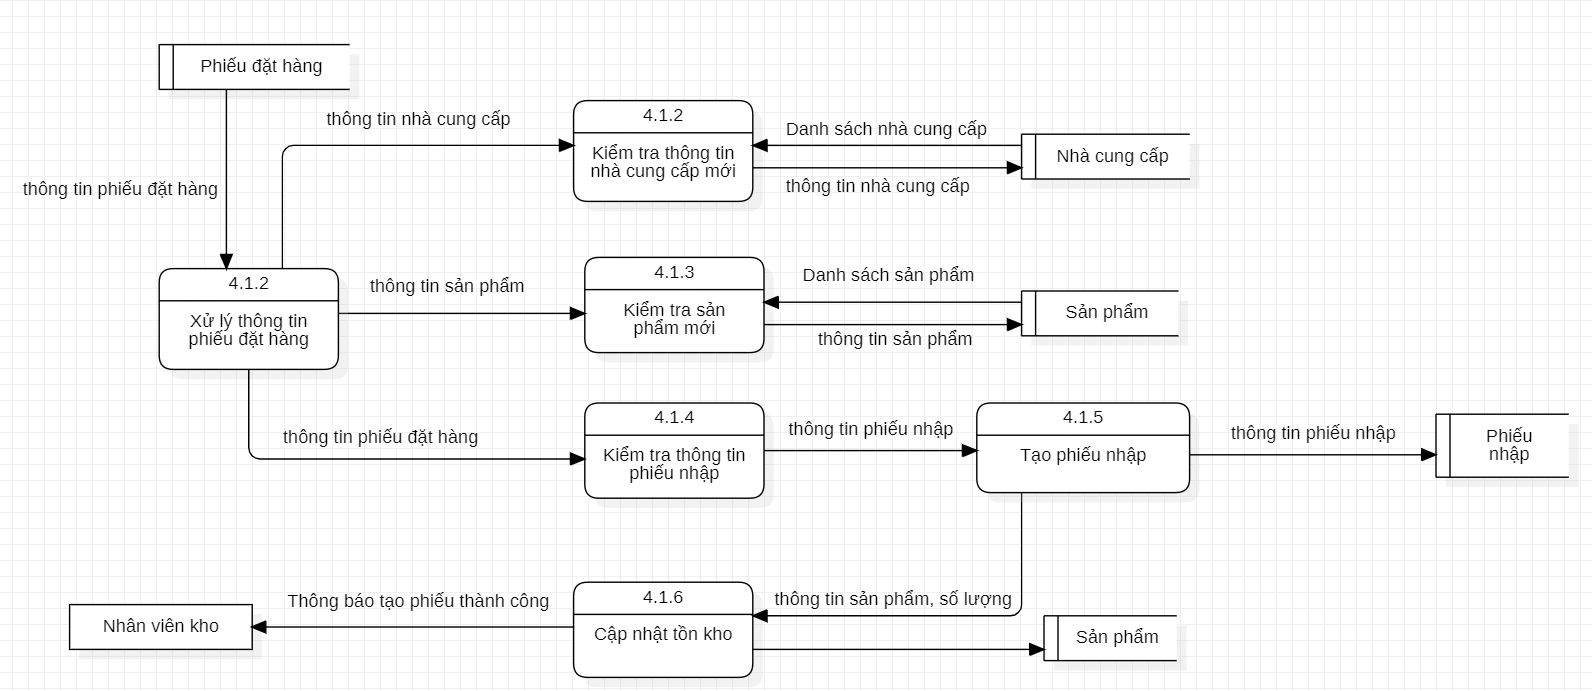 Phiếu đặt hàng
thông tin nhà cung cấp
4.1.2
Kiểm tra thông tin
nhà cung cấp mới
Danh sách nhà cung cấp
Nhà cung cấp
thông tin nhà cung cấp
thông tin phiếu đặt hàng
4.1.2
Xử lý thông tin
phiếu đặt hàng
thông tin sản phẩm
4.1.3
Kiểm tra sản
phẩm mới
Danh sách sản phẩm
Sản phẩm
thông tin sản phẩm
thông tin phiếu đặt hàng
4.1.4
Kiểm tra thông tin
phiếu nhập
thông tin phiếu nhập
4.1.5
Tạo phiếu nhập
thông tin phiếu nhập
Phiếu
nhập
Nhân viên kho
Thông báo tạo phiếu thành công
4.1.6
Cập nhật tồn kho
thông tin sản phẩm, số lượng
Sản phẩm